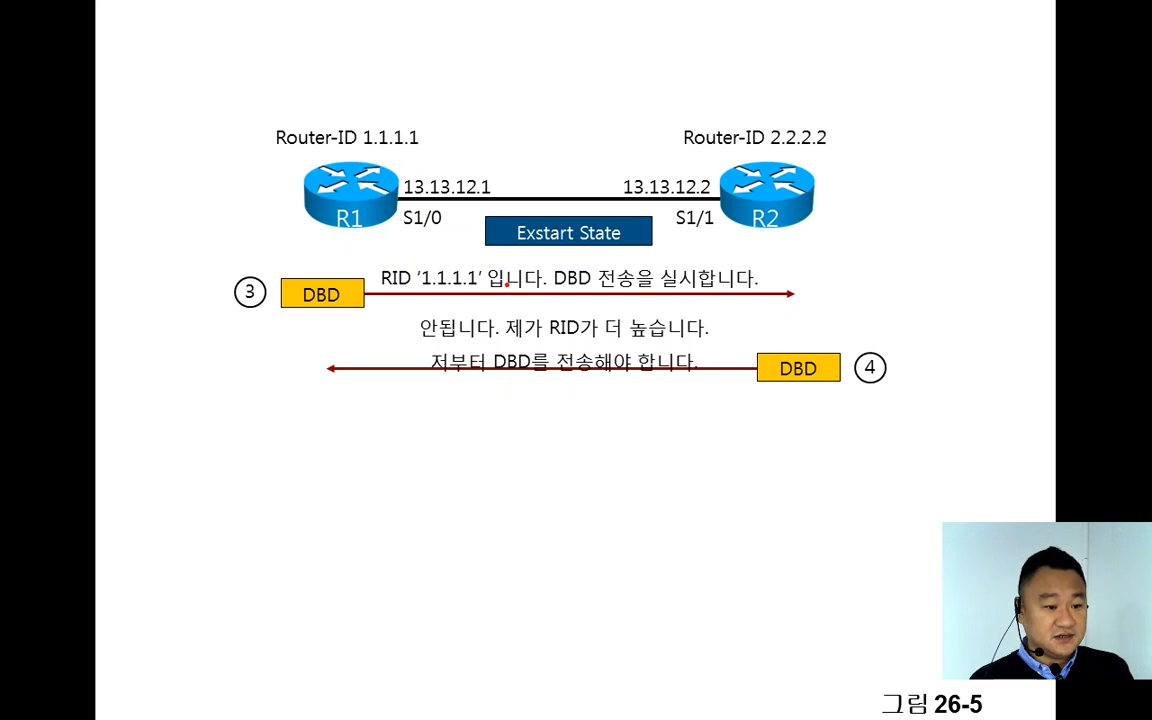 Router-ID 1.1.1.1
Router-ID 2.2.2.2
13.13.12.1
13.13.12.2
R1
S1/0
Exstart State
S1/1
R2
③
DBD
RID ’1.1.1.1’ 입니다. DBD 전송을 실시합니다.
안됩니다. 제가 RID가 더 높습니다.
저부터 DBD를 전송해야 합니다.
DBD
④
그림 26-5